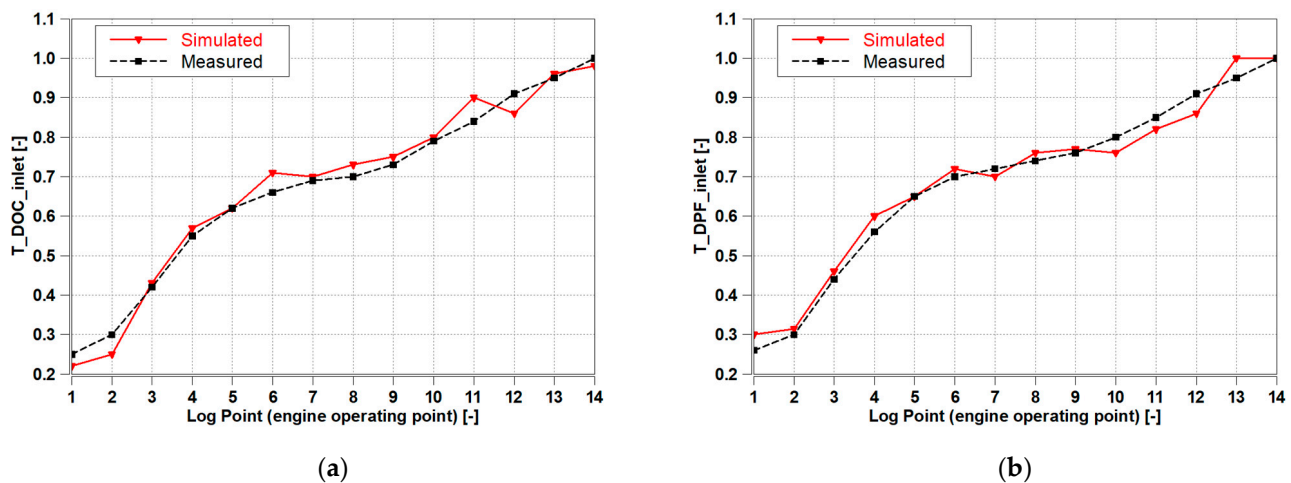 1.1
1.0
0.9
0.8
0.7
0.6
0.5
0.4
0.3
0.2
T_DOC_inlet [-]
Simulated
Measured
1 2 3 4 5 6 7 8 9 10 11 12 13 14
Log Point (engine operating point) [-]
(a)
1.1
1.0
0.9
0.8
0.7
0.6
0.5
0.4
0.3
0.2
T_DPF_inlet [-]
Simulated
Measured
1 2 3 4 5 6 7 8 9 10 11 12 13 14
Log Point (engine operating point) [-]
(b)